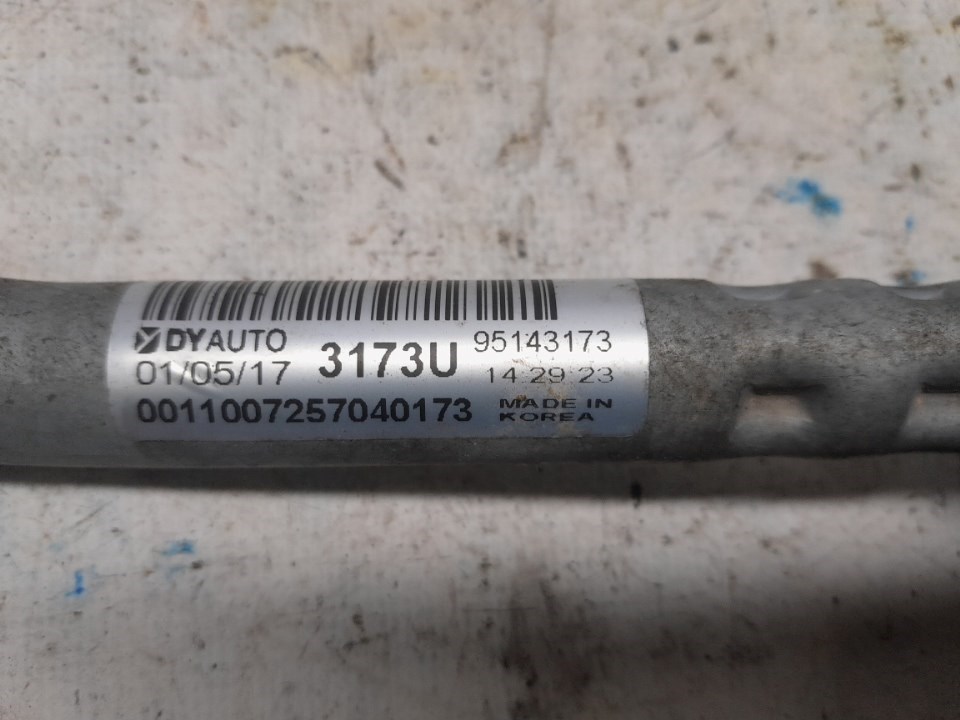 DYAUTO
01/05/17
3173U
95143173
14:29:23
0011007257040173
MADE IN
KOREA